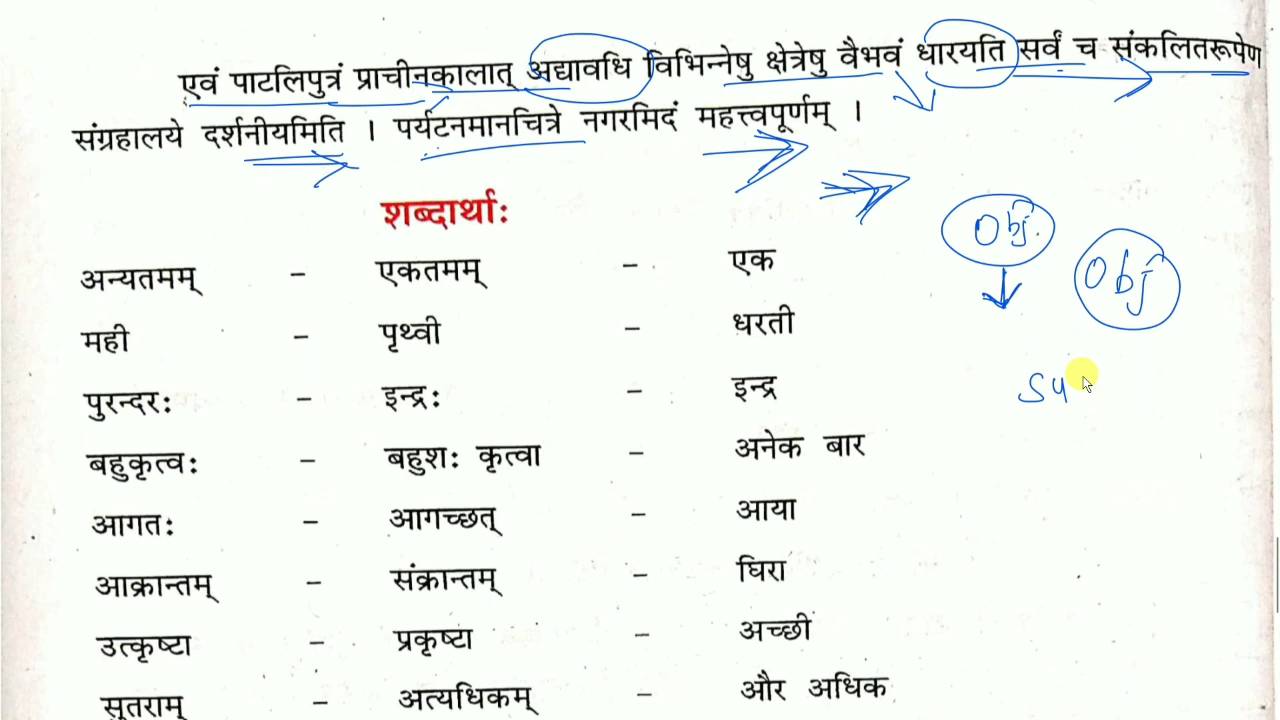 एवं पाटलिपुत्रं प्राचीनकालात् अद्यावधि विभिन्नेषु क्षेत्रेषु वैभवं धारयति सर्वं च संकलितरूपेण
संग्रहालये दर्शनीयमिति । पर्यटनमानचित्रे नगरमिदं महत्त्वपूर्णम् ।
शब्दार्थाः
Obj.
Obj
अन्यतमम् - एकतमम् - एक
मही - पृथ्वी - धरती
पुरन्दरः - इन्द्रः - इन्द्र
Su
बहुकृत्वः - बहुशः कृत्वा - अनेक बार
आगतः - आगच्छत् - आया
आक्रान्तम् - संक्रान्तम् - घिरा
उत्कृष्टा - प्रकृष्टा - अच्छी
सुतराम् - अत्यधिकम् - और अधिक